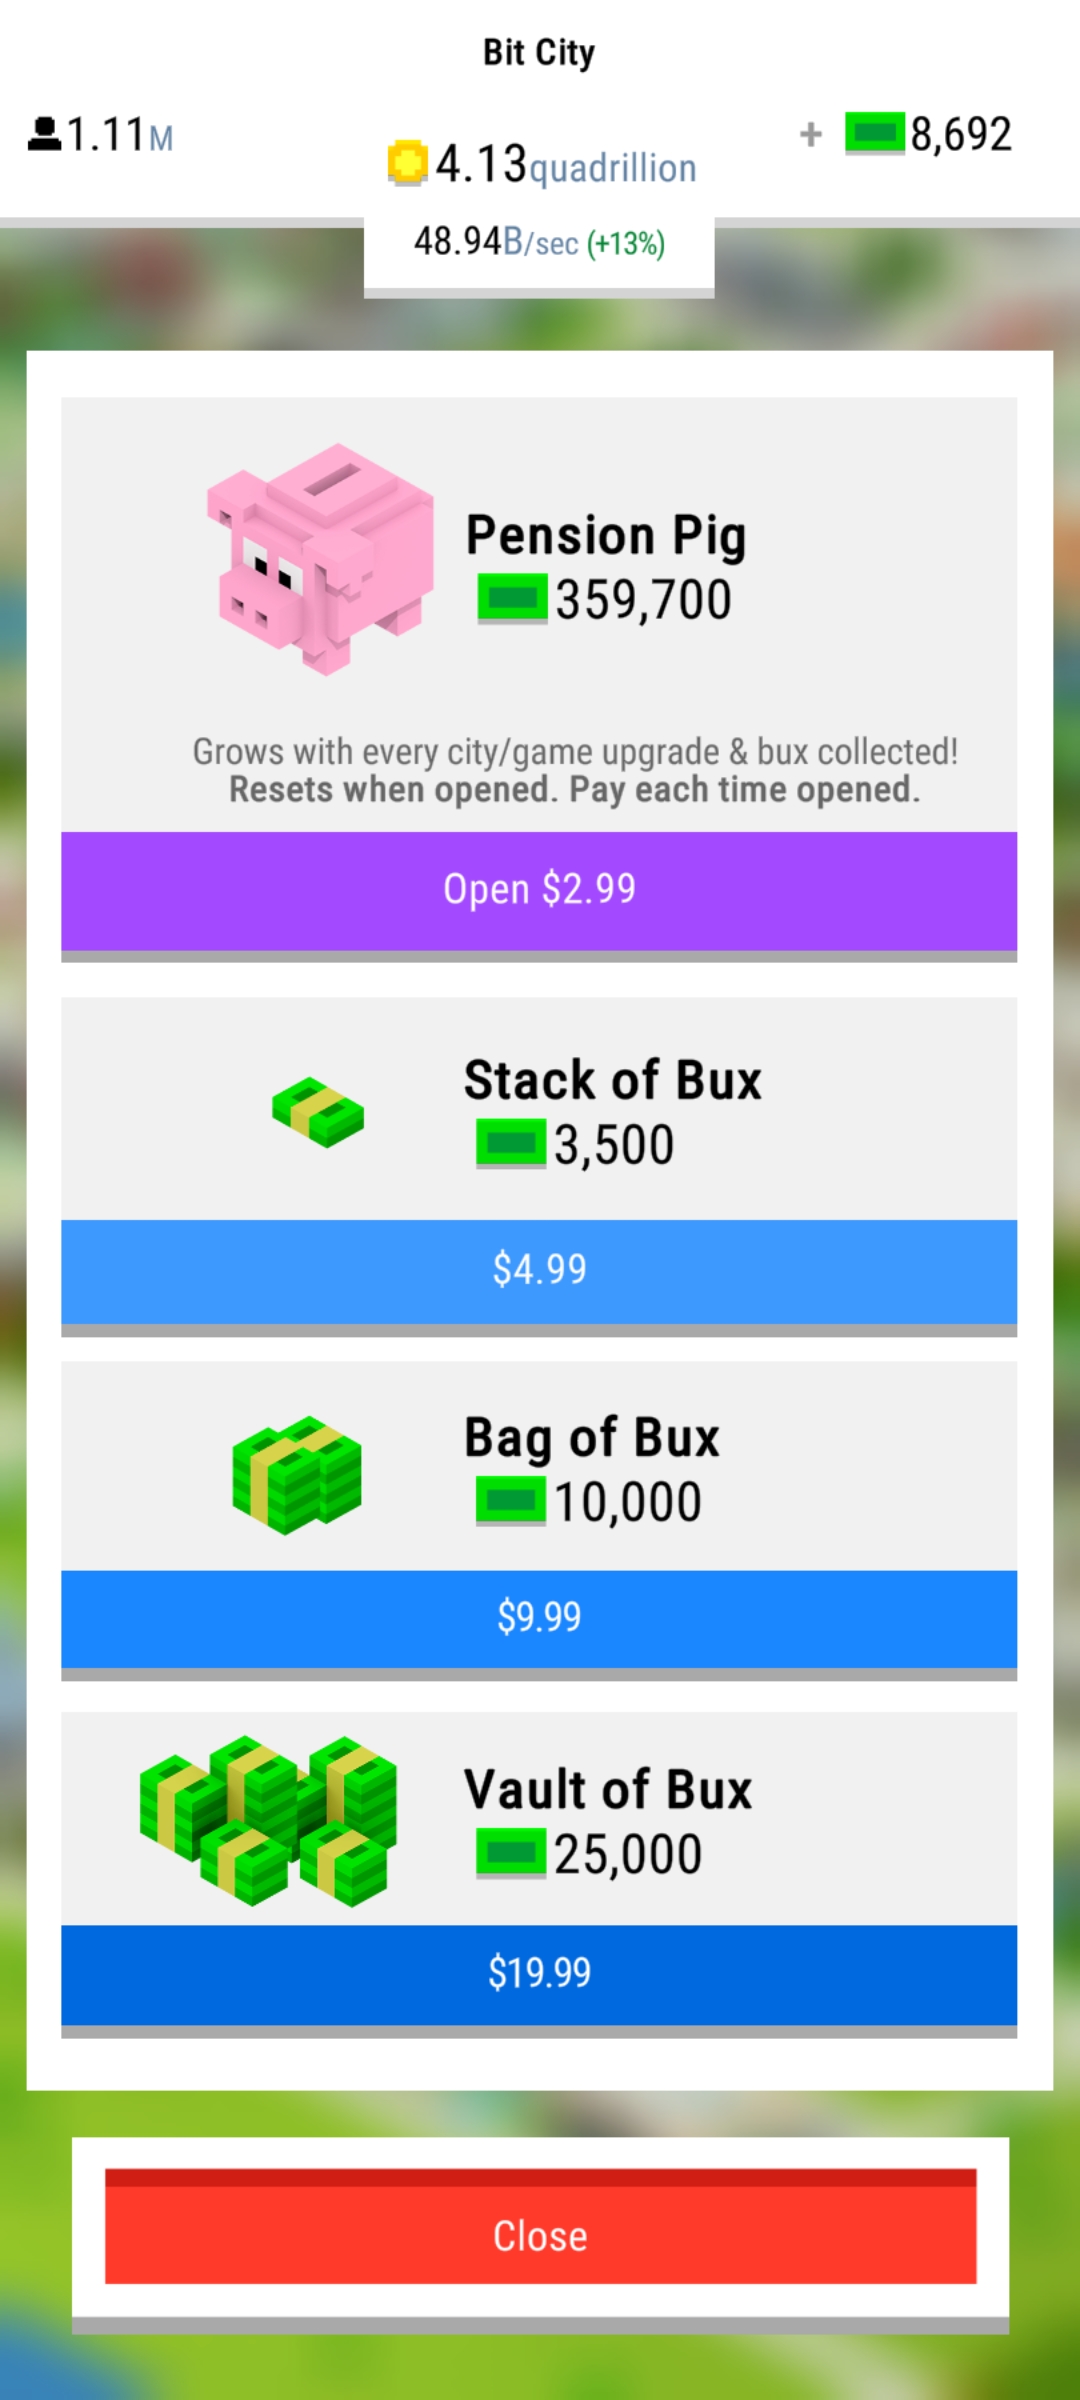 Bit City
1.11M
+ 8,692
4.13quadrillion
48.94B/sec (+13%)
Pension Pig
359,700
Grows with every city/game upgrade & bux collected!
Resets when opened. Pay each time opened.
Open $2.99
Stack of Bux
3,500
$4.99
Bag of Bux
10,000
$9.99
Vault of Bux
25,000
$19.99
Close